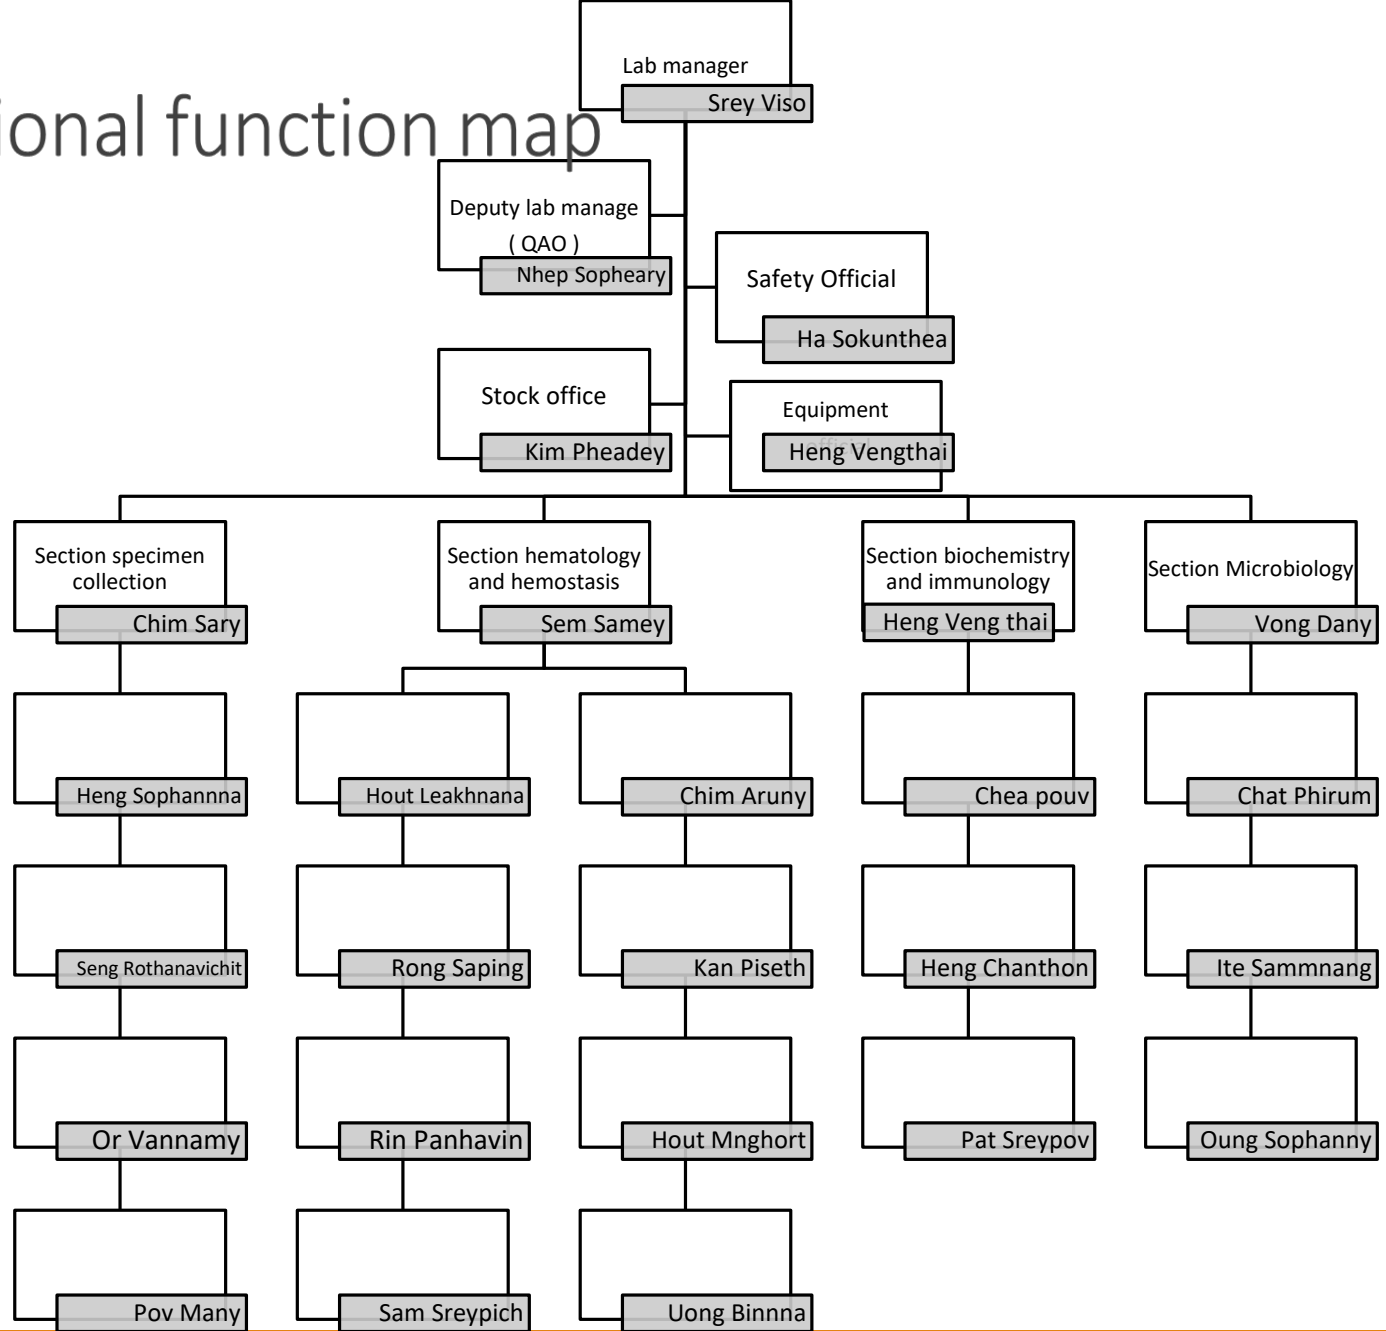 Lab manager
Srey Viso
ional function map
Deputy lab manage
( QAO )
Nhep Sopheary
Safety Official
Ha Sokunthea
Stock office
Kim Pheadey
Equipment
official
Heng Vengthai
Section specimen
collection
Chim Sary
Section hematology
and hemostasis
Sem Samey
Section biochemistry
and immunology
Heng Veng thai
Section Microbiology
Vong Dany
Heng Sophannna
Hout Leakhnana
Chim Aruny
Chea pouv
Chat Phirum
Seng Rothanavichit
Rong Saping
Kan Piseth
Heng Chanthon
Ite Sammnang
Or Vannamy
Rin Panhavin
Hout Mnghort
Pat Sreypov
Oung Sophanny
Pov Many
Sam Sreypich
Uong Binnna